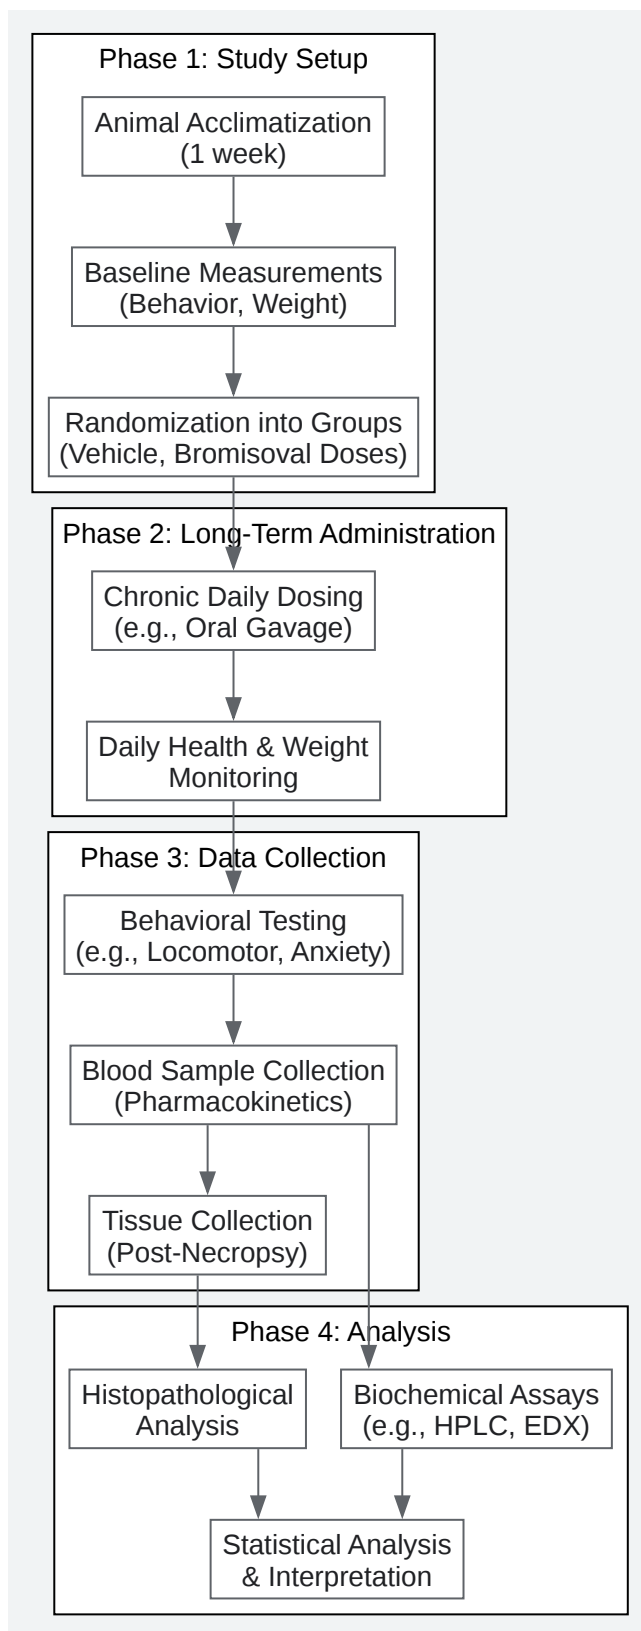 Phase 1: Study Setup
Animal Acclimatization
(1 week)
Baseline Measurements
(Behavior, Weight)
Randomization into Groups
(Vehicle, Bromisoval Doses)
Phase 2: Long-Term Administration
Chronic Daily Dosing
(e.g., Oral Gavage)
Daily Health & Weight
Monitoring
Phase 3: Data Collection
Behavioral Testing
(e.g., Locomotor, Anxiety)
Blood Sample Collection
(Pharmacokinetics)
Tissue Collection
(Post-Necropsy)
Phase 4: Analysis
Histopathological
Analysis
Biochemical Assays
(e.g., HPLC, EDX)
Statistical Analysis
& Interpretation